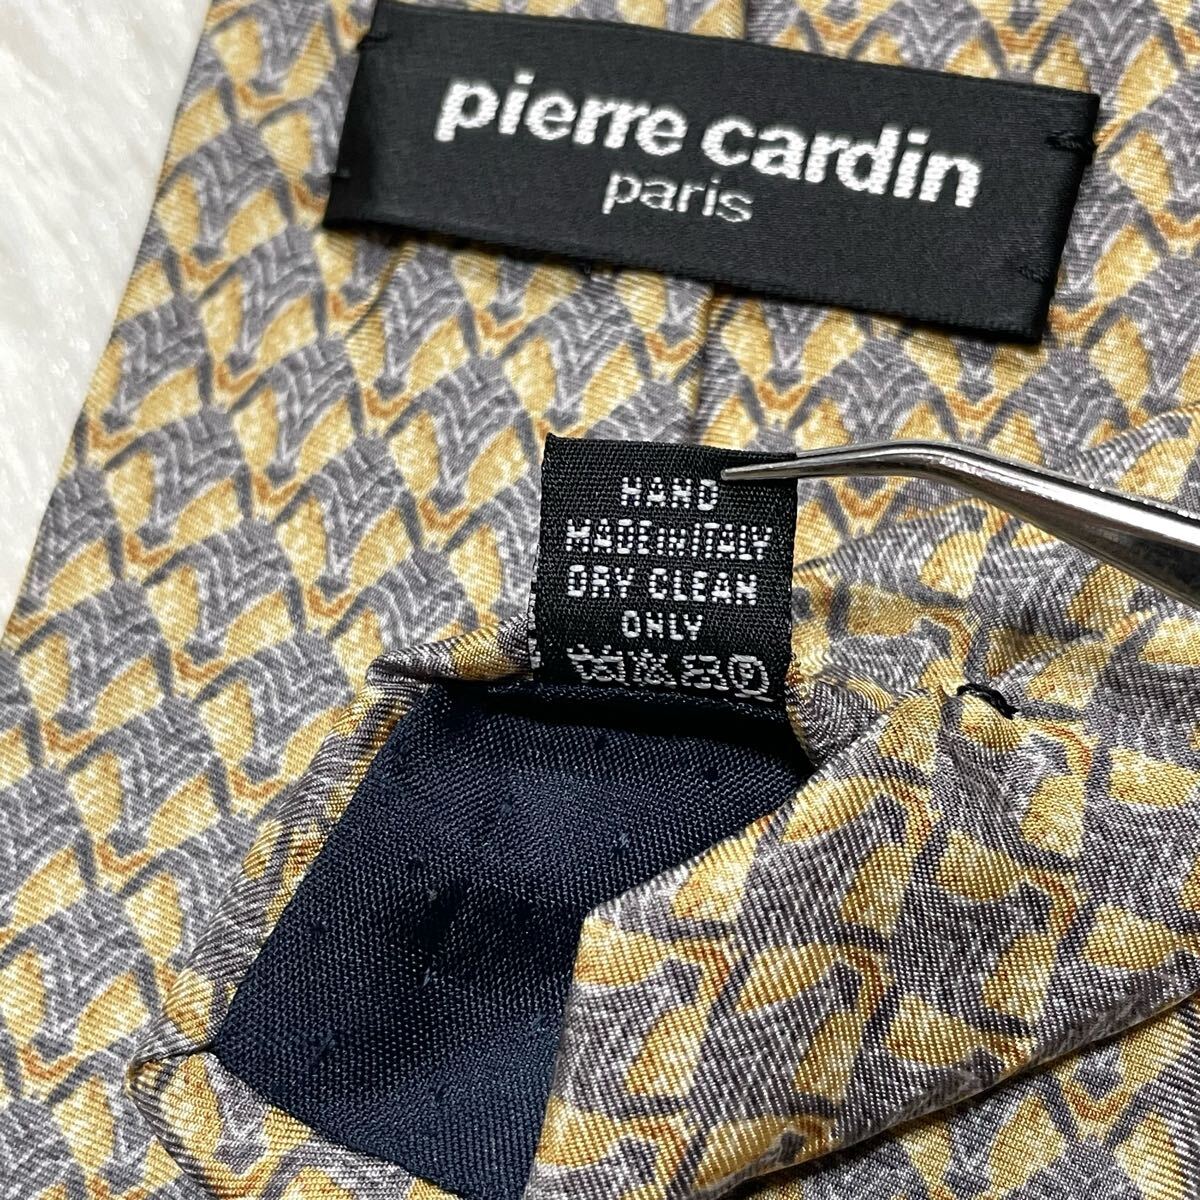 pierre cardin
paris
HAND
MADE IN ITALY
DRY CLEAN
ONLY